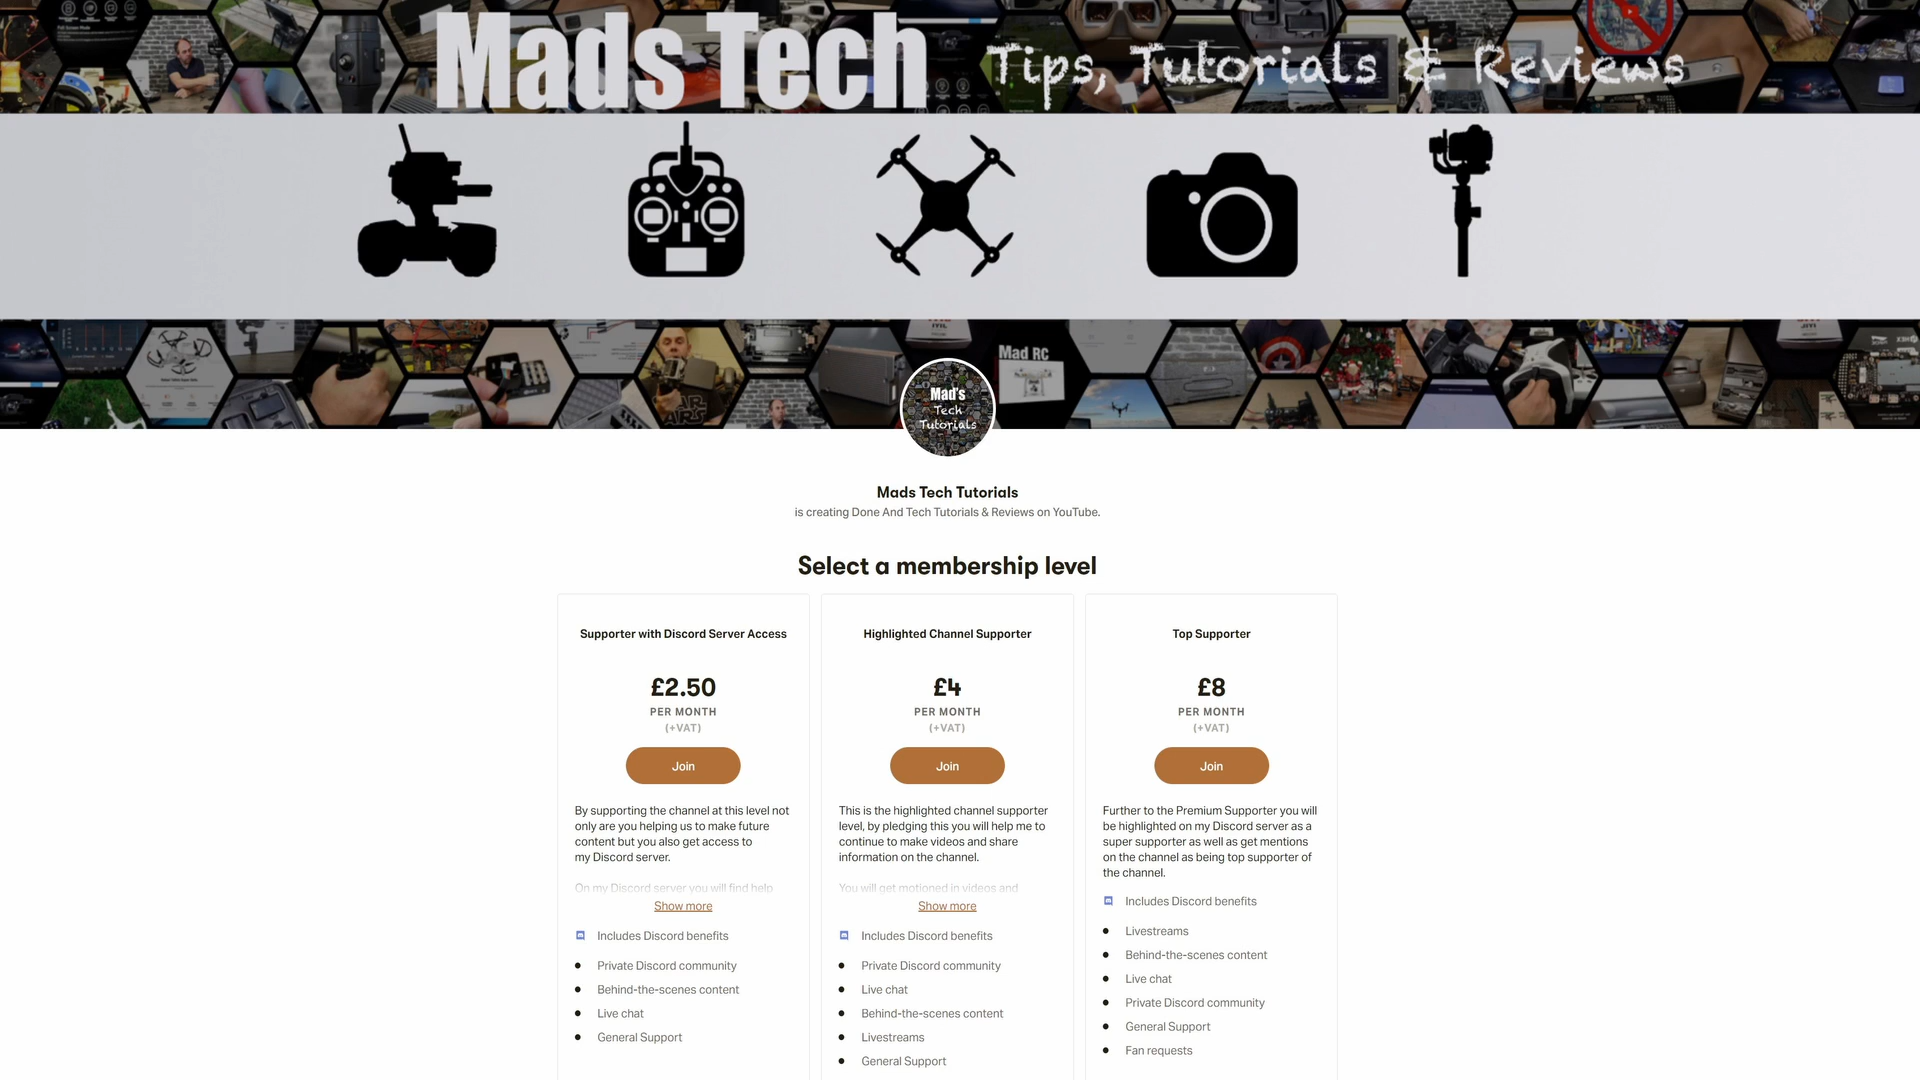 Mads Tech
Tips, Tutorials & Reviews
Mad RC
Mad's
Tech
Tutorials
Mads Tech Tutorials
is creating Done And Tech Tutorials & Reviews on YouTube.
Select a membership level
Supporter with Discord Server Access
£2.50
PER MONTH
(+VAT)
Join
By supporting the channel at this level not
only are you helping us to make future
content but you also get access to
my Discord server.
On my Discord server you will find help
Show more
Includes Discord benefits
Private Discord community
Behind-the-scenes content
Live chat
General Support
Highlighted Channel Supporter
£4
PER MONTH
(+VAT)
Join
This is the highlighted channel supporter
level, by pledging this you will help me to
continue to make videos and share
information on the channel.
You will get motioned in videos and
Show more
Includes Discord benefits
Private Discord community
Live chat
Behind-the-scenes content
Livestreams
General Support
Top Supporter
£8
PER MONTH
(+VAT)
Join
Further to the Premium Supporter you will
be highlighted on my Discord server as a
super supporter as well as get mentions
on the channel as being top supporter of
the channel.
Includes Discord benefits
Livestreams
Behind-the-scenes content
Live chat
Private Discord community
General Support
Fan requests